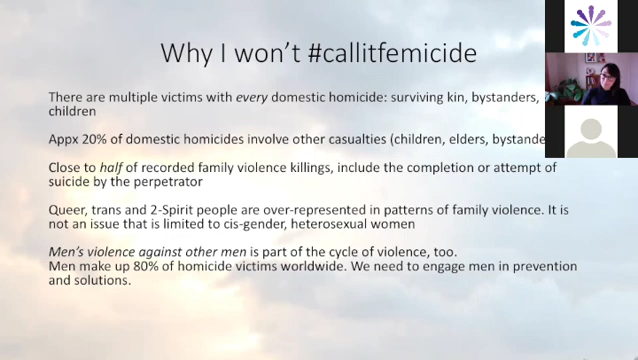 Why I won't #callitfemicide
There are multiple victims with every domestic homicide: surviving kin, bystanders,
children
Appx 20% of domestic homicides involve other casualties (children, elders, bystande
Close to half of recorded family violence killings, include the completion or attempt of
suicide by the perpetrator
Queer, trans and 2-Spirit people are over-represented in patterns of family violence. It is
not an issue that is limited to cis-gender, heterosexual women
Men's violence against other men is part of the cycle of violence, too.
Men make up 80% of homicide victims worldwide. We need to engage men in prevention
and solutions.